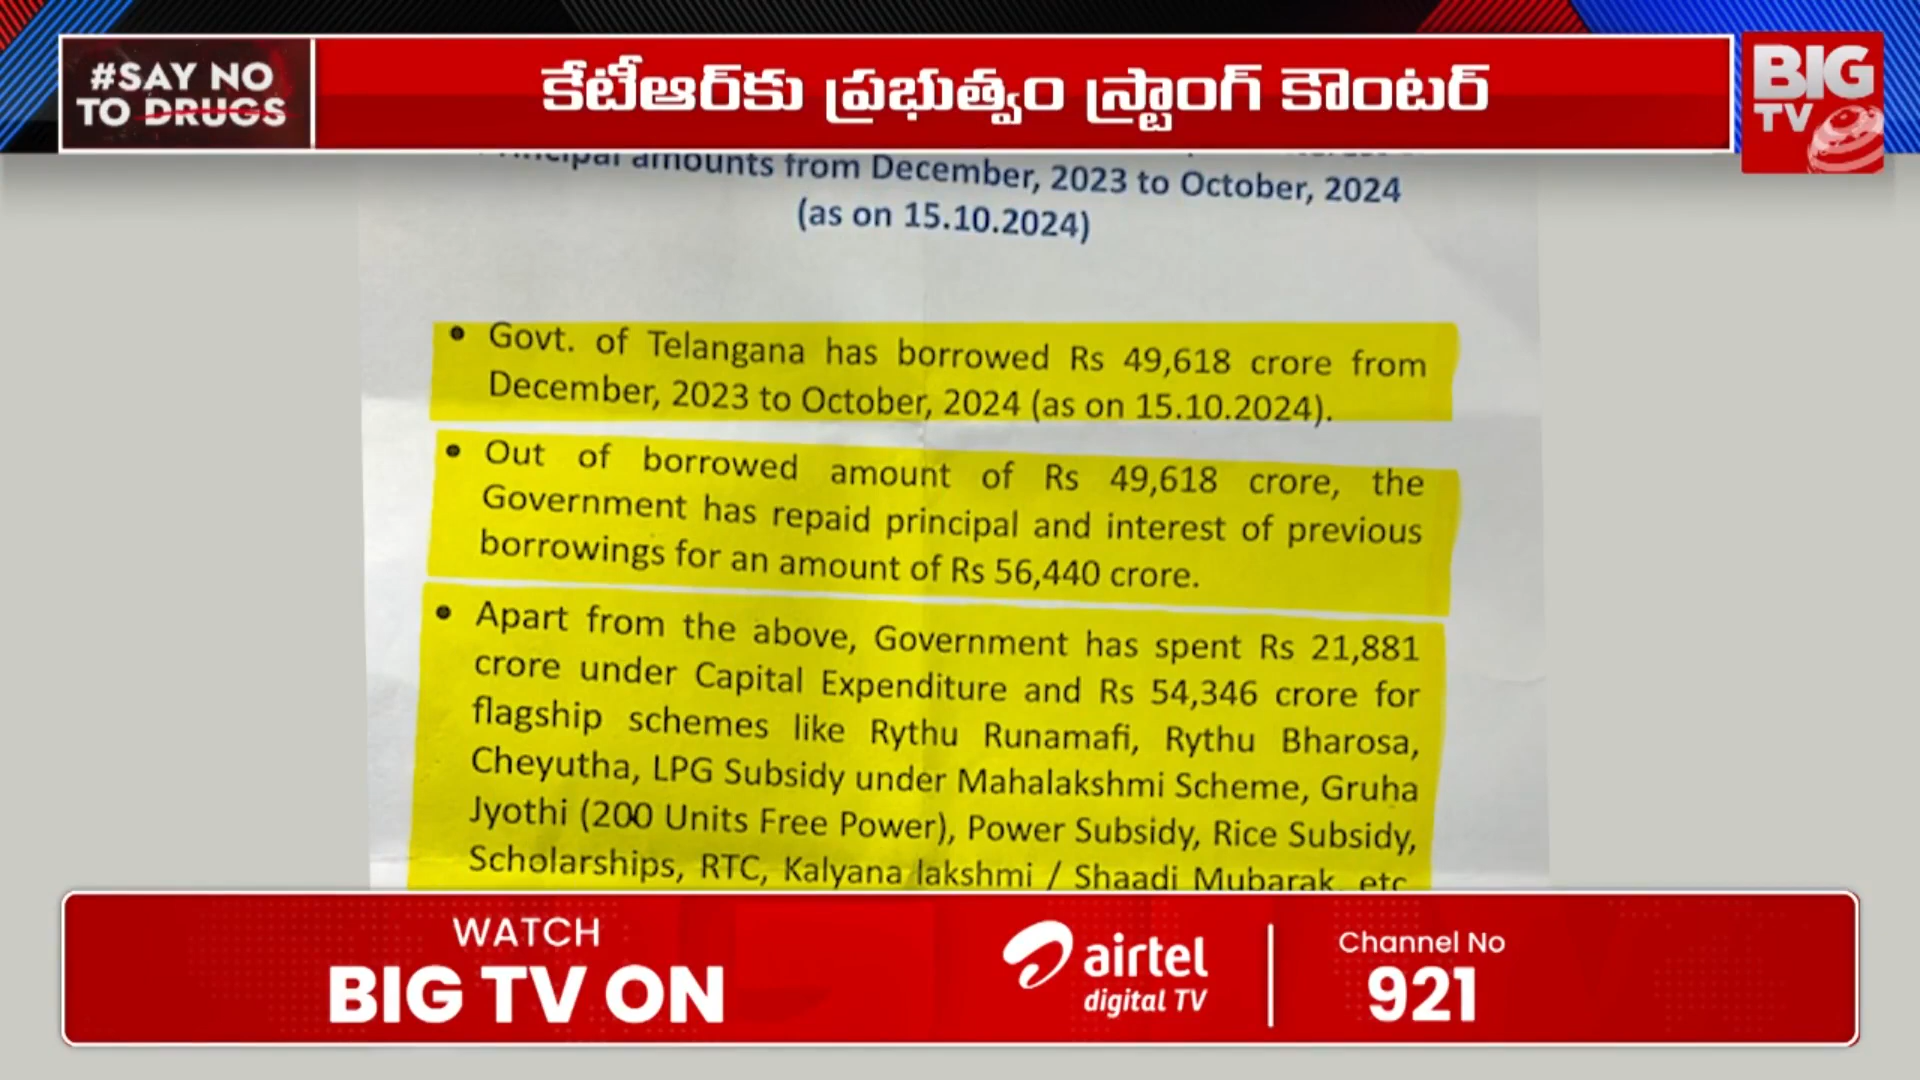 #SAY NO
TO DRUGS
కేటీఆర్‌కు ప్రభుత్వం స్ట్రాంగ్ కౌంటర్
BIG
TV
amounts from December, 2023 to October, 2024
(as on 15.10.2024)
• Govt. of Telangana has borrowed Rs 49,618 crore from
December, 2023 to October, 2024 (as on 15.10.2024).
• Out of borrowed amount of Rs 49,618 crore, the
Government has repaid principal and interest of previous
borrowings for an amount of Rs 56,440 crore.
• Apart from the above, Government has spent Rs 21,881
crore under Capital Expenditure and Rs 54,346 crore for
flagship schemes like Rythu Runamafi, Rythu Bharosa,
Cheyutha, LPG Subsidy under Mahalakshmi Scheme, Gruha
Jyothi (200 Units Free Power), Power Subsidy, Rice Subsidy,
Scholarships, RTC, Kalyana lakshmi / Shaadi Mubarak, etc
WATCH
BIG TV ON
airtel
digital TV
Channel No
921